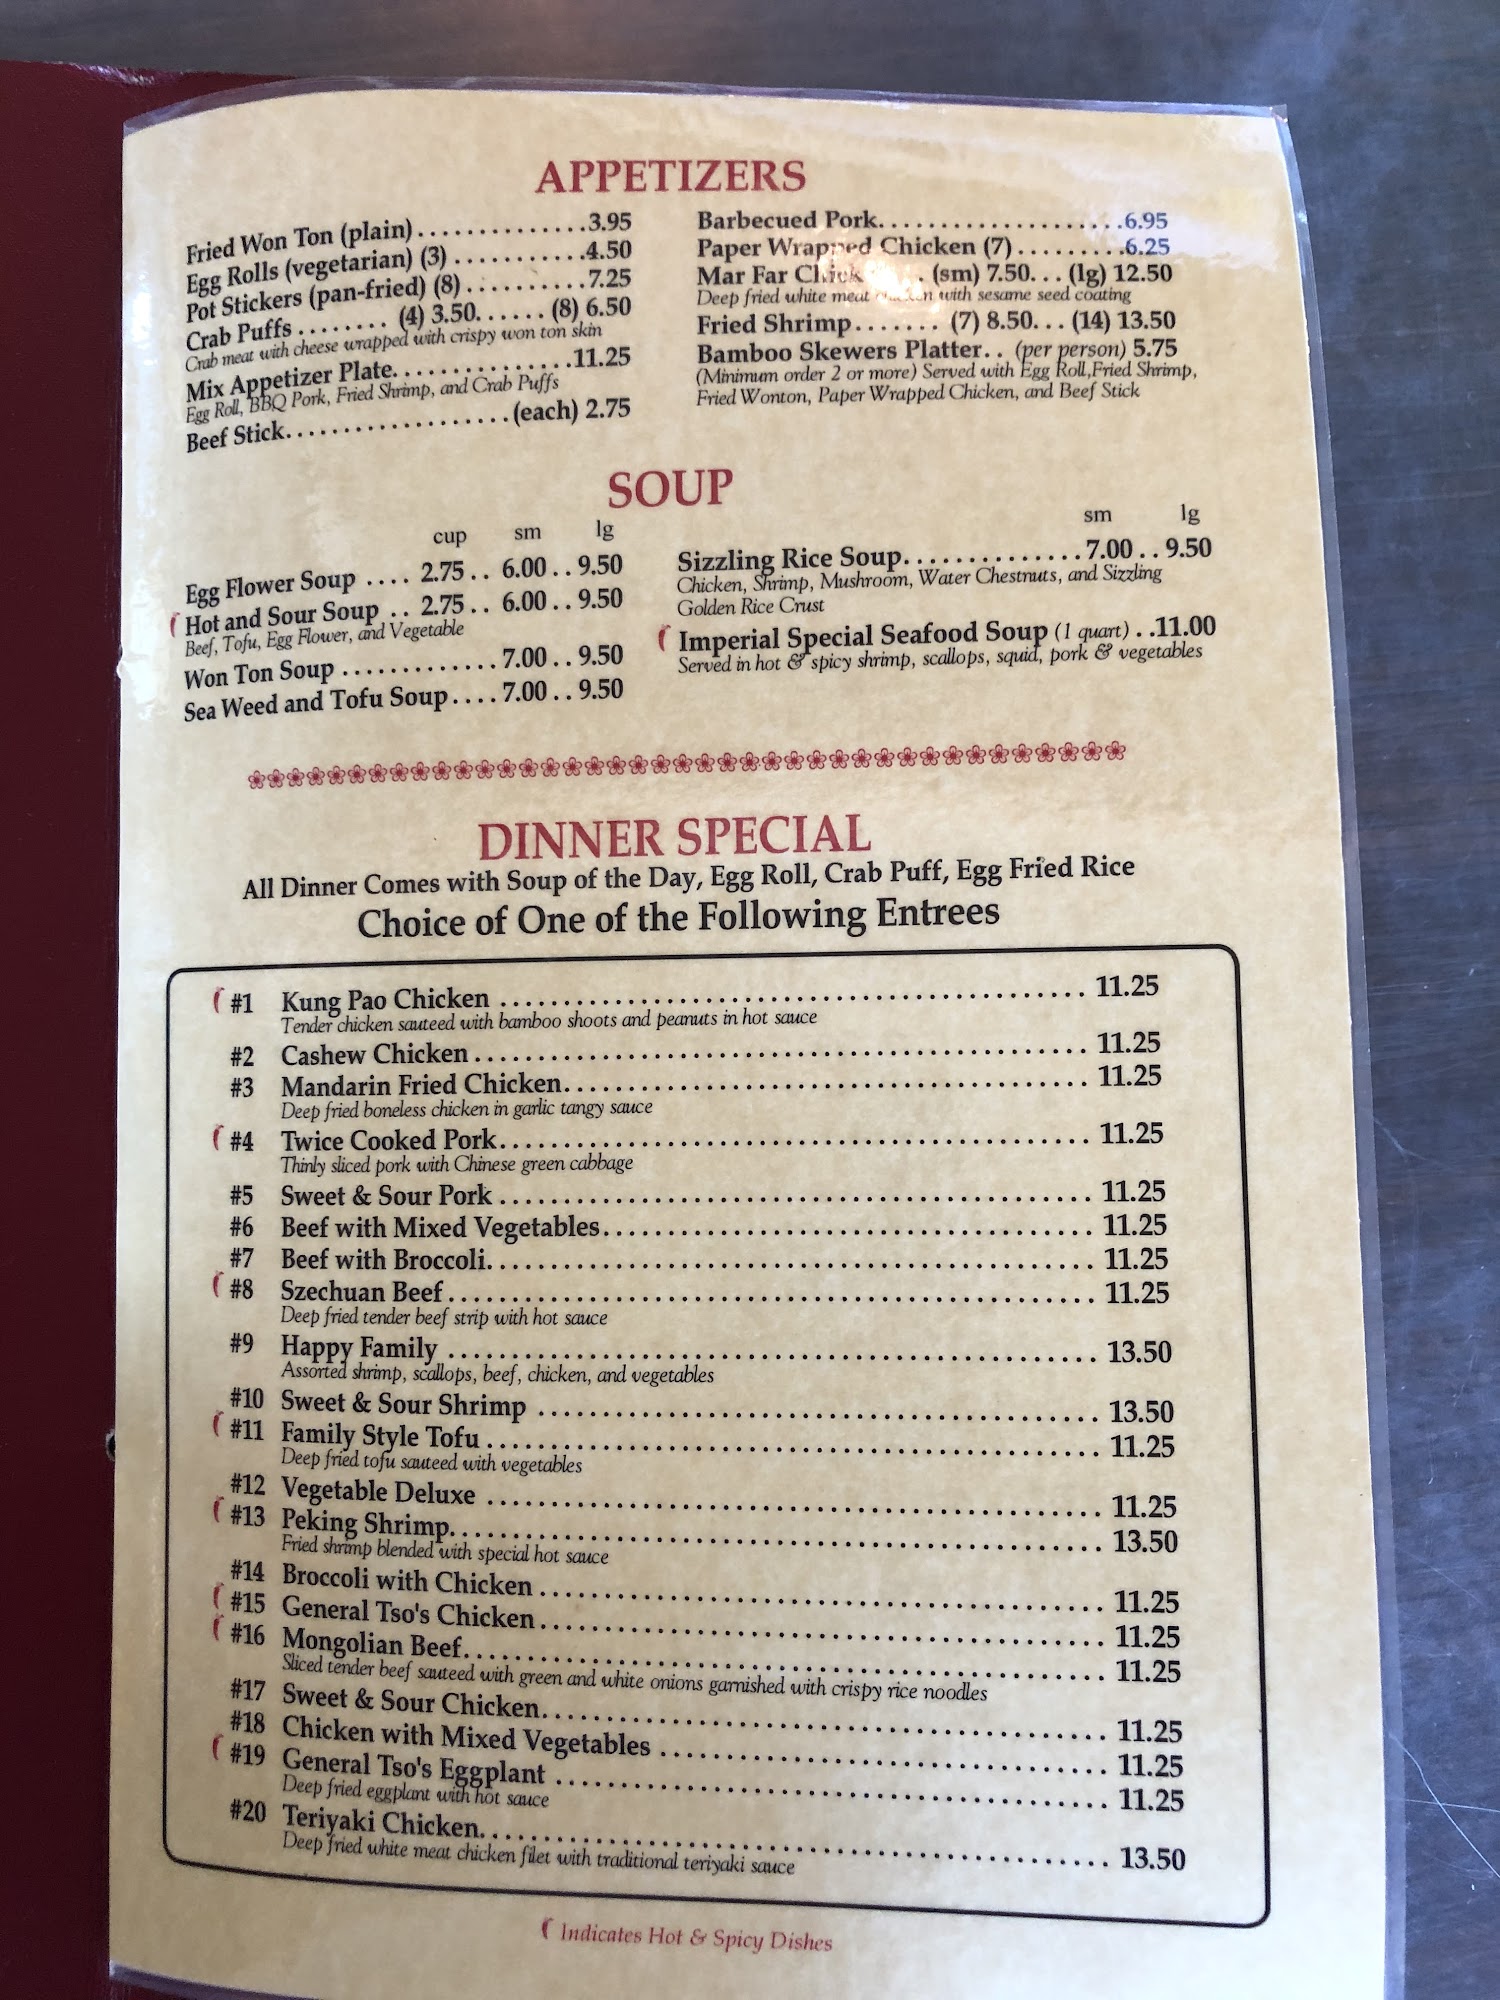 APPETIZERS
Fried Won Ton (plain)..............3.95
Egg Rolls (vegetarian) (3) ...........4.50
Pot Stickers (pan-fried) (8) ..........7.25
Crab Puffs ........ (4) 3.50...... (8) 6.50
Crab meat with cheese wrapped with crispy won ton skin
Mix Appetizer Plate...............11.25
Egg Roll, BBQ Pork, Fried Shrimp, and Crab Puffs
Beef Stick...................(each) 2.75
Barbecued Pork.....................6.95
Paper Wrapped Chicken (7) .........6.25
Mar Far . (sm) 7.50... (lg) 12.50
Deep fried white meat chicken with sesame seed coating
Fried Shrimp....... (7) 8.50... (14) 13.50
Bamboo Skewers Platter.. (per person) 5.75
(Minimum order 2 or more) Served with Egg Roll,Fried Shrimp,
Fried Wonton, Paper Wrapped Chicken, and Beef Stick
SOUP
cup sm lg
Egg Flower Soup .... 2.75.. 6.00..9.50
Hot and Sour Soup .. 2.75.. 6.00..9.50
Beef, Tofu, Egg Flower, and Vegetable
Won Ton Soup .............7.00..9.50
Sea Weed and Tofu Soup....7.00..9.50
sm lg
Sizzling Rice Soup.............7.00..9.50
Chicken, Shrimp, Mushroom, Water Chestnuts, and Sizzling
Golden Rice Crust
Imperial Special Seafood Soup (1 quart)..11.00
Served in hot & spicy shrimp, scallops, squid, pork & vegetables
DINNER SPECIAL
All Dinner Comes with Soup of the Day, Egg Roll, Crab Puff, Egg Fried Rice
Choice of One of the Following Entrees
#1 Kung Pao Chicken ............................................. 11.25
Tender chicken sauteed with bamboo shoots and peanuts in hot sauce
#2 Cashew Chicken............................................... 11.25
#3 Mandarin Fried Chicken........................................ 11.25
Deep fried boneless chicken in garlic tangy sauce
#4 Twice Cooked Pork............................................. 11.25
Thinly sliced pork with Chinese green cabbage
#5 Sweet & Sour Pork.............................................. 11.25
#6 Beef with Mixed Vegetables...................................... 11.25
#7 Beef with Broccoli............................................... 11.25
#8 Szechuan Beef.................................................. 11.25
Deep fried tender beef strip with hot sauce
#9 Happy Family .................................................. 13.50
Assorted shrimp, scallops, beef, chicken, and vegetables
#10 Sweet & Sour Shrimp ........................................... 13.50
#11 Family Style Tofu ............................................... 11.25
Deep fried tofu sauteed with vegetables
#12 Vegetable Deluxe ............................................... 11.25
#13 Peking Shrimp.................................................. 13.50
Fried shrimp blended with special hot sauce
#14 Broccoli with Chicken ........................................... 11.25
#15 General Tso's Chicken........................................... 11.25
#16 Mongolian Beef................................................. 11.25
Sliced tender beef sauteed with green and white onions garnished with crispy rice noodles
#17 Sweet & Sour Chicken........................................... 11.25
#18 Chicken with Mixed Vegetables .................................. 11.25
#19 General Tso's Eggplant .......................................... 11.25
Deep fried eggplant with hot sauce
#20 Teriyaki Chicken................................................ 13.50
Deep fried white meat chicken filet with traditional teriyaki sauce
Indicates Hot & Spicy Dishes